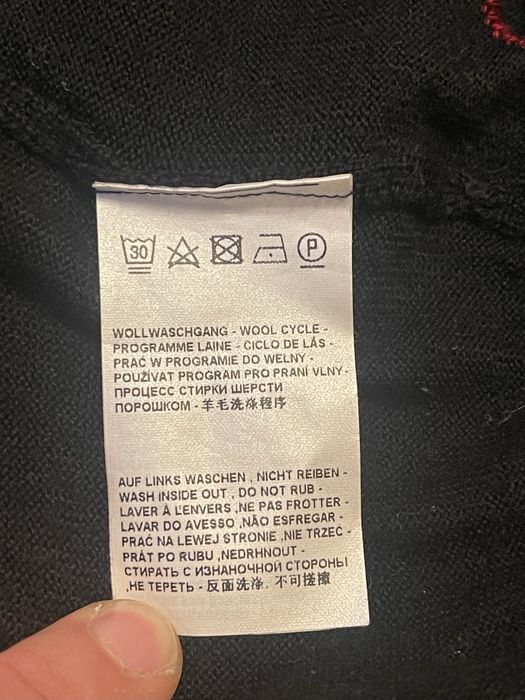 30 P
WOLLWASCHGANG - WOOL CYCLE -
PROGRAMME LAINE - CICLO DE LÃS -
PRAĆ W PROGRAMIE DO WEŁNY -
POUŽÍVAT PROGRAM PRO PRANÍ VLNY -
ПРОЦЕСС СТИРКИ ШЕРСТИ
ПОРОШКОМ - 羊毛洗涤程序
AUF LINKS WASCHEN , NICHT REIBEN -
WASH INSIDE OUT , DO NOT RUB -
LAVER À L'ENVERS ,NE PAS FROTTER -
LAVAR DO AVESSO ,NÃO ESFREGAR -
PRAĆ NA LEWEJ STRONIE ,NIE TRZEĆ -
PRÁT PO RUBU ,NEDRHNOUT -
СТИРАТЬ С ИЗНАНОЧНОЙ СТОРОНЫ
,НЕ ТЕРЕТЬ - 反面洗涤, 不可搓擦